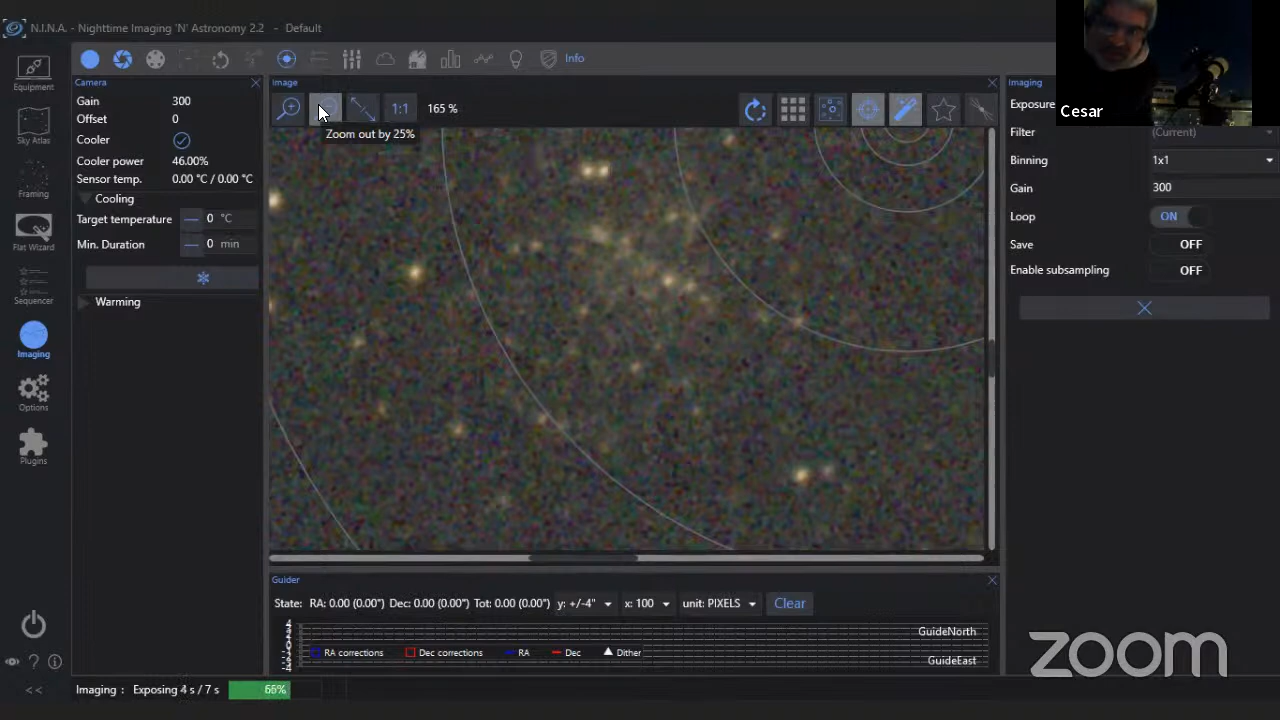 N.I.N.A. - Nighttime Imaging 'N' Astronomy 2.2 - Default
Cesar
Info
Equipment
Sky Atlas
Framing
Flat Wizard
Sequencer
Imaging
Options
Plugins
<<
Camera
Gain 300
Offset 0
Cooler
Cooler power 46.00%
Sensor temp. 0.00 °C / 0.00 °C
Cooling
Target temperature 0 °C
Min. Duration 0 min
Warming
Image
1:1 165 %
Zoom out by 25%
Imaging
Exposure
Filter (Current)
Binning 1x1
Gain 300
Loop ON
Save OFF
Enable subsampling OFF
Guider
State: RA: 0.00 (0.00") Dec: 0.00 (0.00") Tot: 0.00 (0.00") y: +/-4" x: 100 unit: PIXELS Clear
GuideNorth
RA corrections Dec corrections RA Dec Dither
GuideEast
zoom
Imaging : Exposing 4 s / 7 s 66%